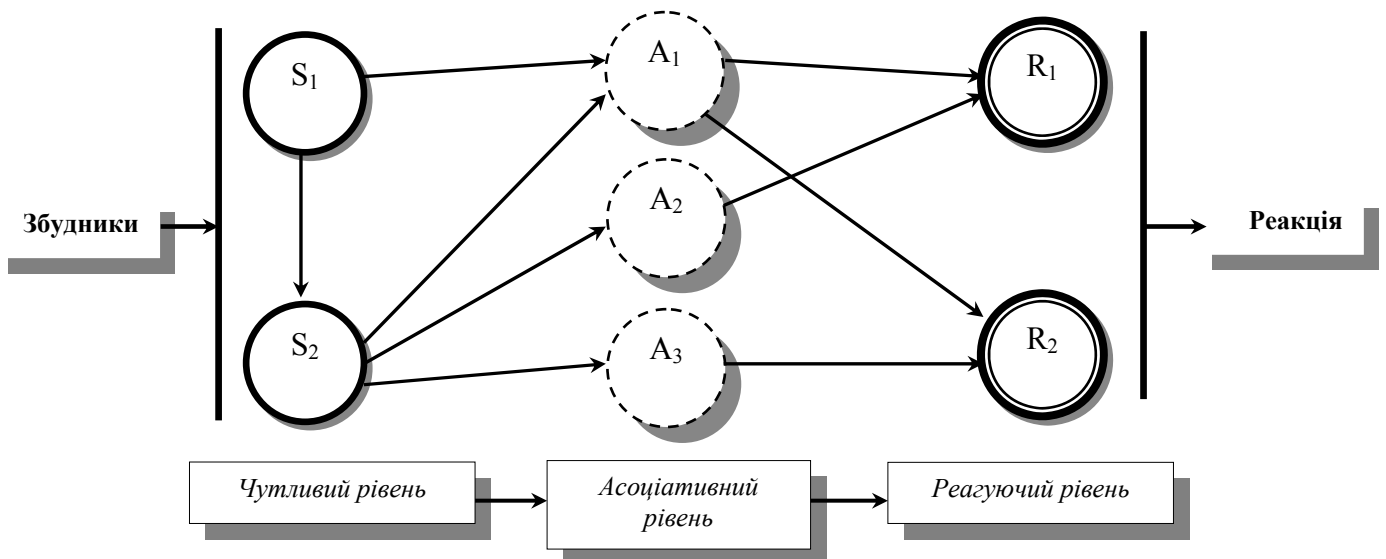 S₁
A₁
R₁
A₂
Збудники
Реакція
S₂
A₃
R₂
Чутливий рівень
Асоціативний
рівень
Реагуючий рівень